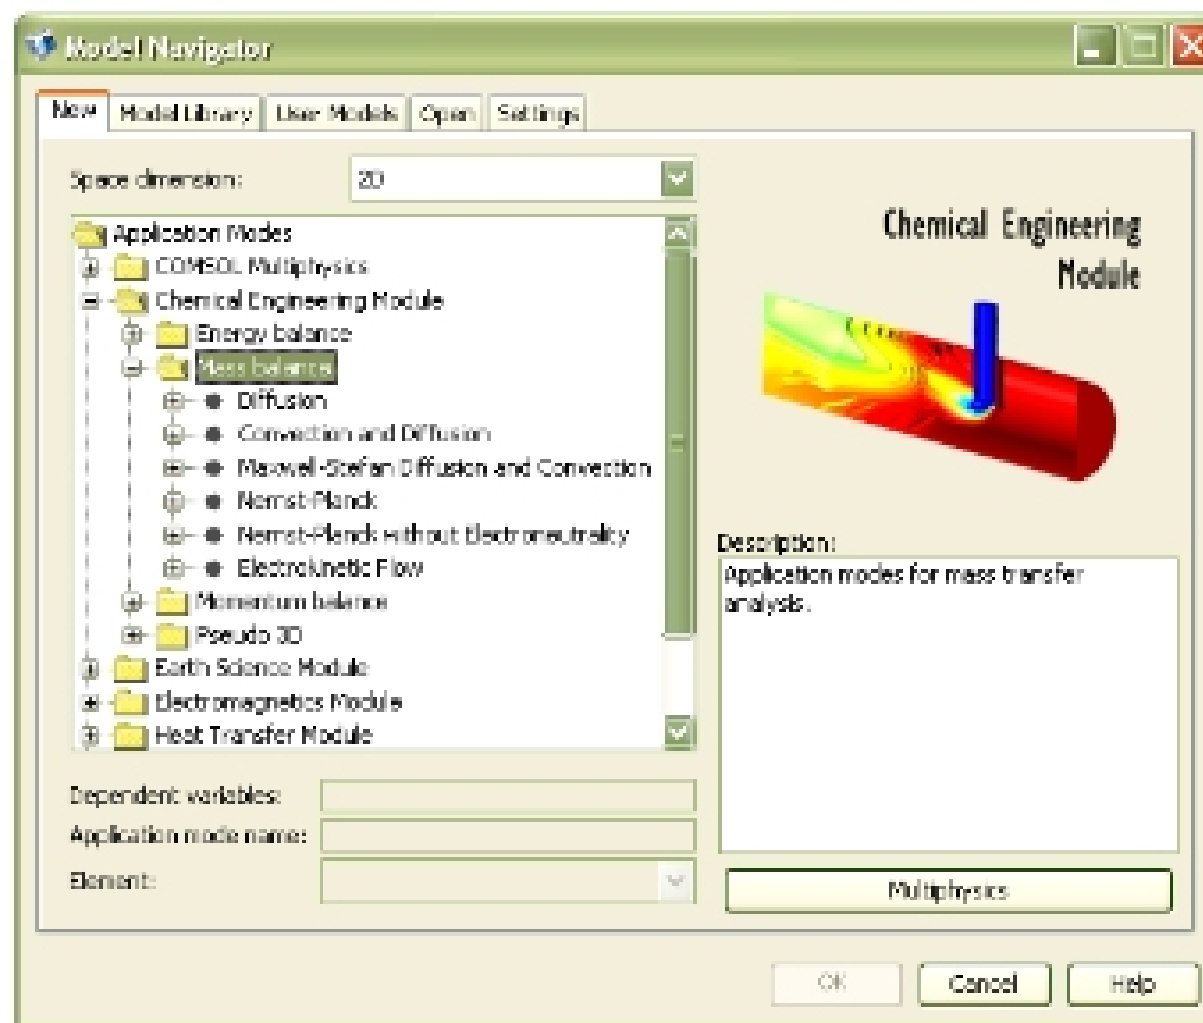 Model Navigator
New Model Library User Models Open Settings
Space dimension: 2D
Application Modes
COMSOL Multiphysics
Chemical Engineering Module
Energy balance
Mass balance
Diffusion
Convection and Diffusion
Maxwell-Stefan Diffusion and Convection
Nernst-Planck
Nernst-Planck without Electroneutrality
Electrokinetic Flow
Momentum balance
Pseudo 3D
Earth Science Module
Electromagnetics Module
Heat Transfer Module
Dependent variables:
Application mode name:
Element:
Chemical Engineering
Module
Description:
Application modes for mass transfer
analysis.
Multiphysics
OK Cancel Help